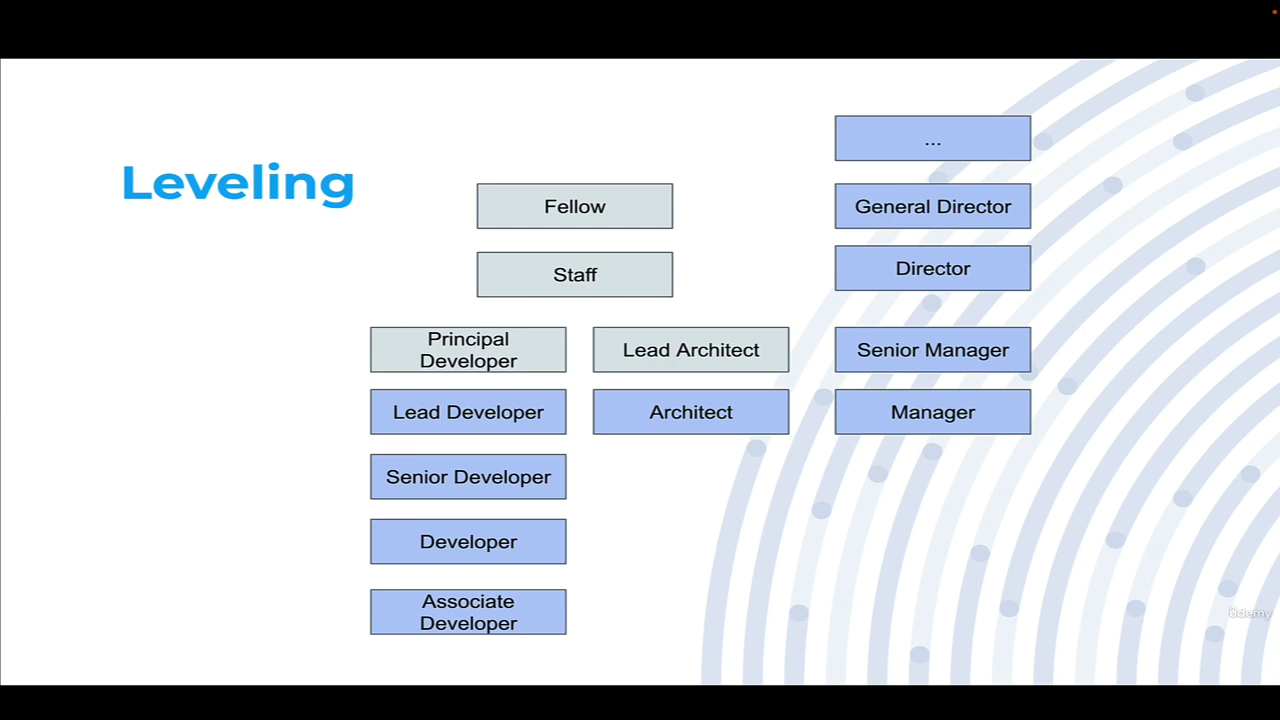 Leveling
...
Fellow
General Director
Staff
Director
Principal
Developer
Lead Architect
Senior Manager
Lead Developer
Architect
Manager
Senior Developer
Developer
Associate
Developer
ûdemy